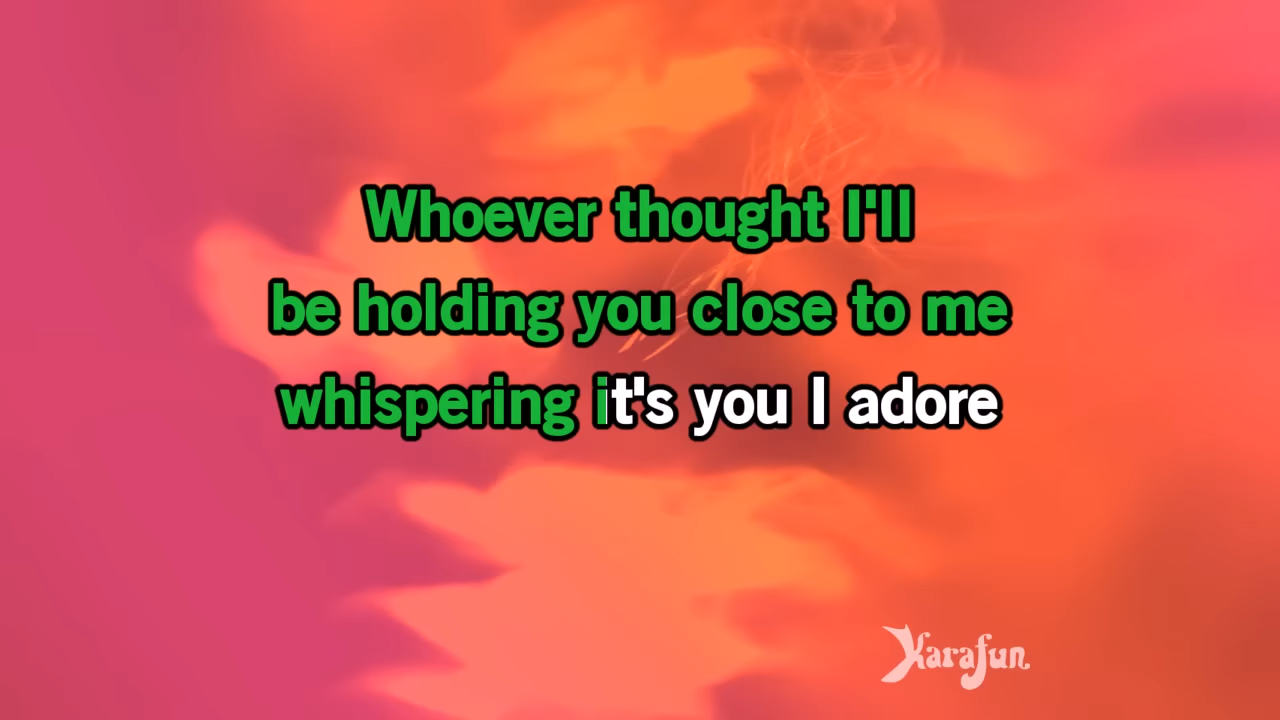 Whoever thought I'll
be holding you close to me
whispering it's you I adore
Karafun